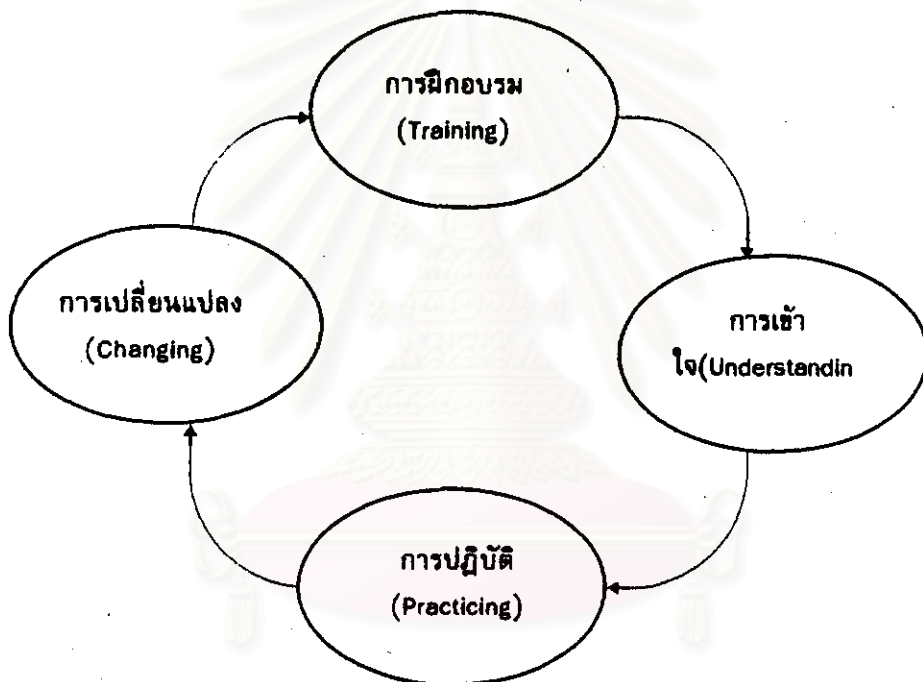 การฝึกอบรม
(Training)
การเข้า
ใจ(Understandin
การปฏิบัติ
(Practicing)
การเปลี่ยนแปลง
(Changing)